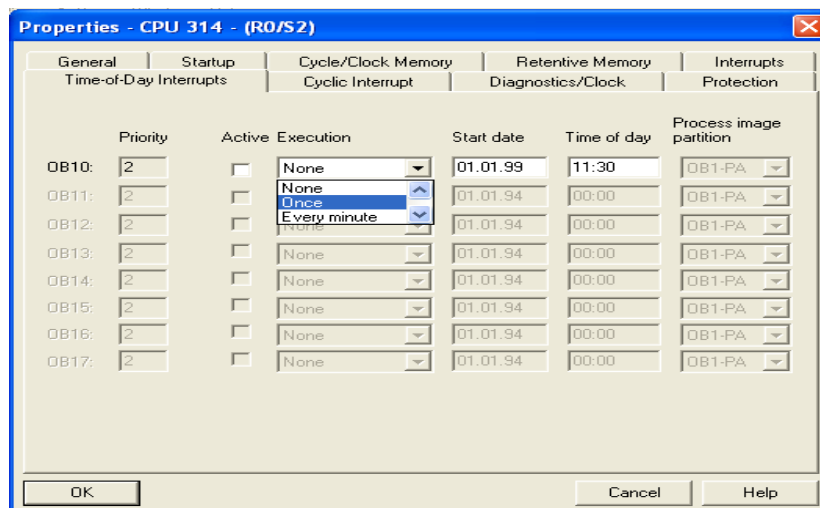 Properties - CPU 314 - (R0/S2)
General Startup Cycle/Clock Memory Retentive Memory Interrupts
Time-of-Day Interrupts Cyclic Interrupt Diagnostics/Clock Protection
Priority Active Execution Start date Time of day Process image partition
OB10: 2 None 01.01.99 11:30 OB1-PA
None
Once
Every minute
OB11: 2 01.01.94 00:00 OB1-PA
OB12: 2 None 01.01.94 00:00 OB1-PA
OB13: 2 None 01.01.94 00:00 OB1-PA
OB14: 2 None 01.01.94 00:00 OB1-PA
OB15: 2 None 01.01.94 00:00 OB1-PA
OB16: 2 None 01.01.94 00:00 OB1-PA
OB17: 2 None 01.01.94 00:00 OB1-PA
OK Cancel Help